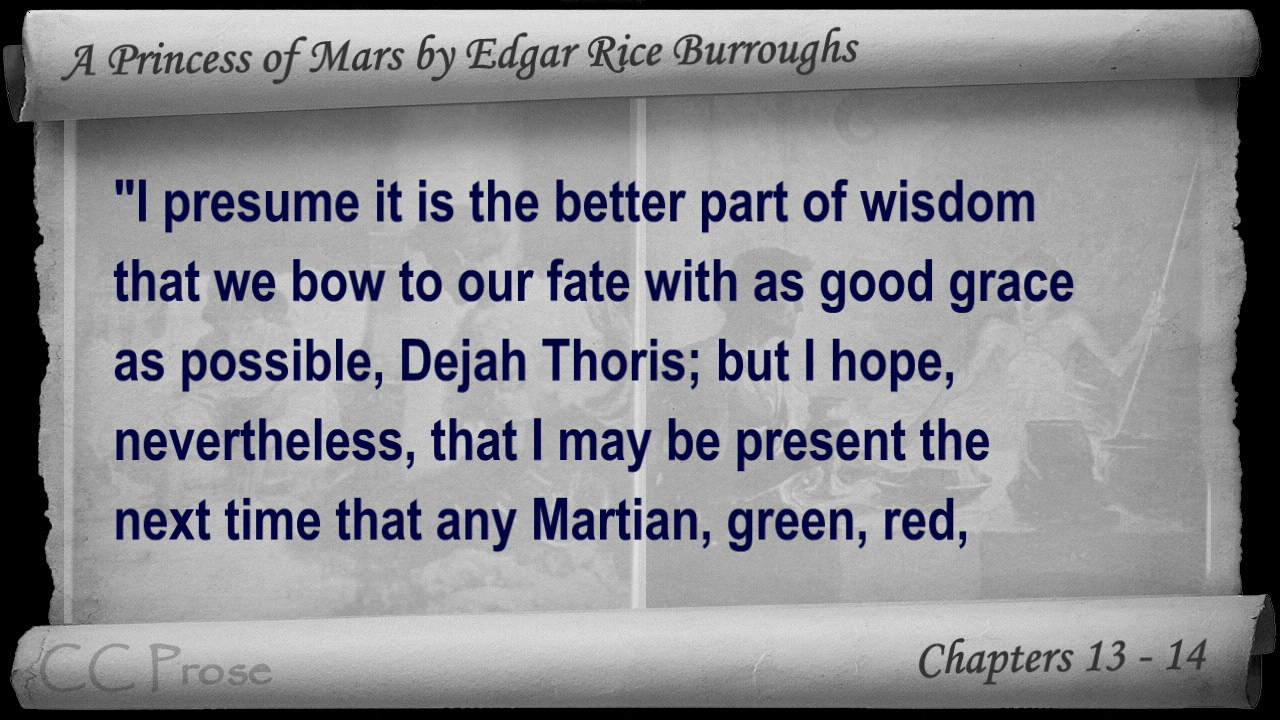 A Princess of Mars by Edgar Rice Burroughs
"I presume it is the better part of wisdom
that we bow to our fate with as good grace
as possible, Dejah Thoris; but I hope,
nevertheless, that I may be present the
next time that any Martian, green, red,
CC Prose
Chapters 13 - 14